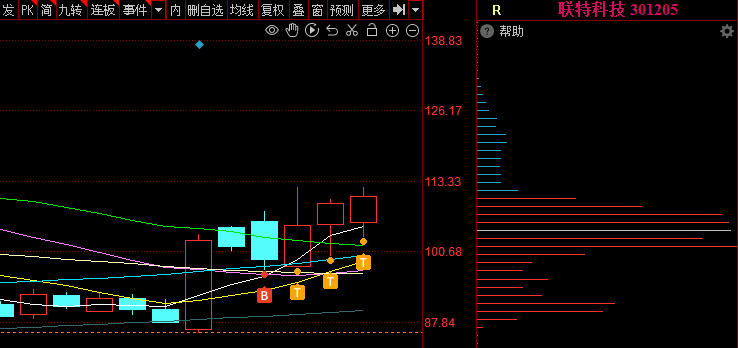 发 PK 简 九转 连板 事件 内 删自选 均线 复权 叠 窗 预测 更多
R 联特科技 301205
? 帮助
138.83
126.17
113.33
100.68
87.84
B T T T